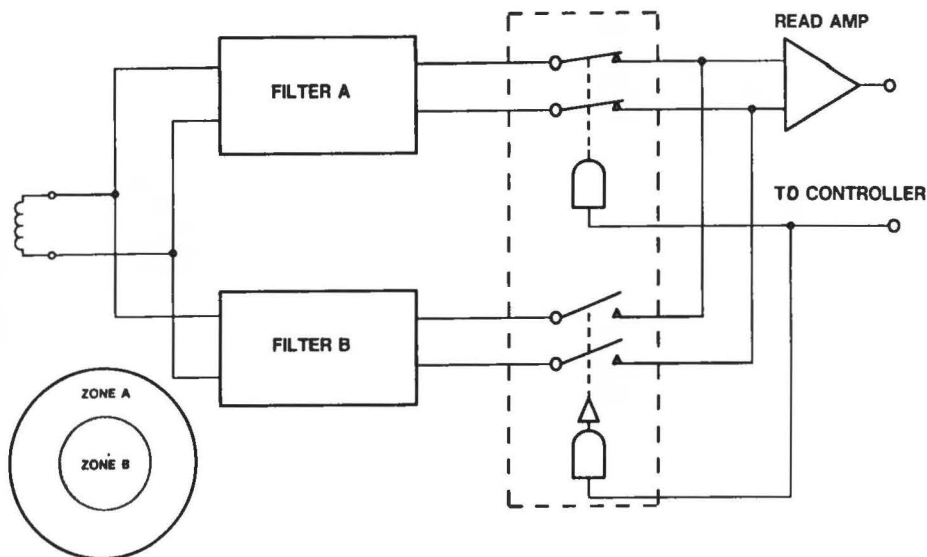 READ AMP
FILTER A
TO CONTROLLER
FILTER B
ZONE A
ZONE B